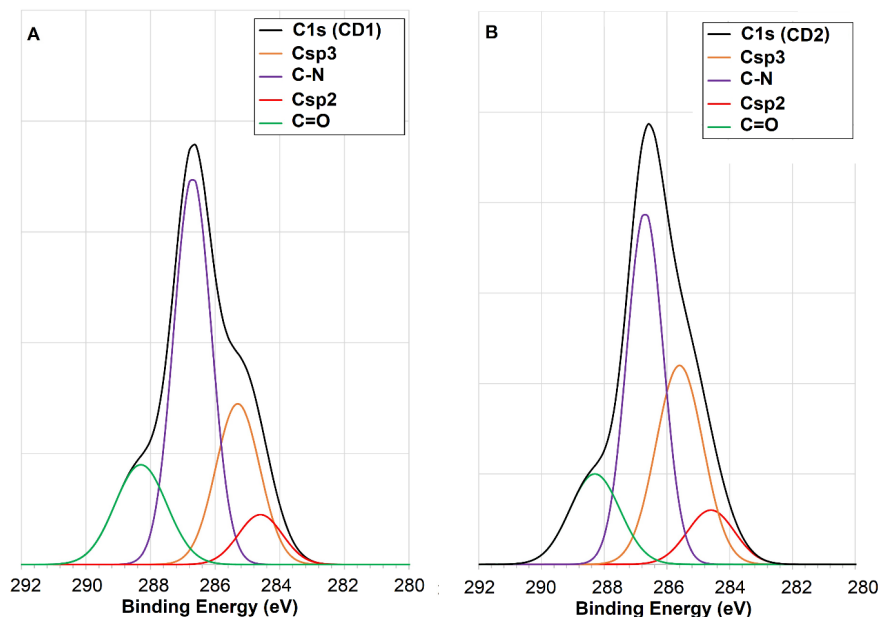 A
C1s (CD1)
Csp3
C-N
Csp2
C=O
292 290 288 286 284 282 280
Binding Energy (eV)
B
C1s (CD2)
Csp3
C-N
Csp2
C=O
292 290 288 286 284 282 280
Binding Energy (eV)